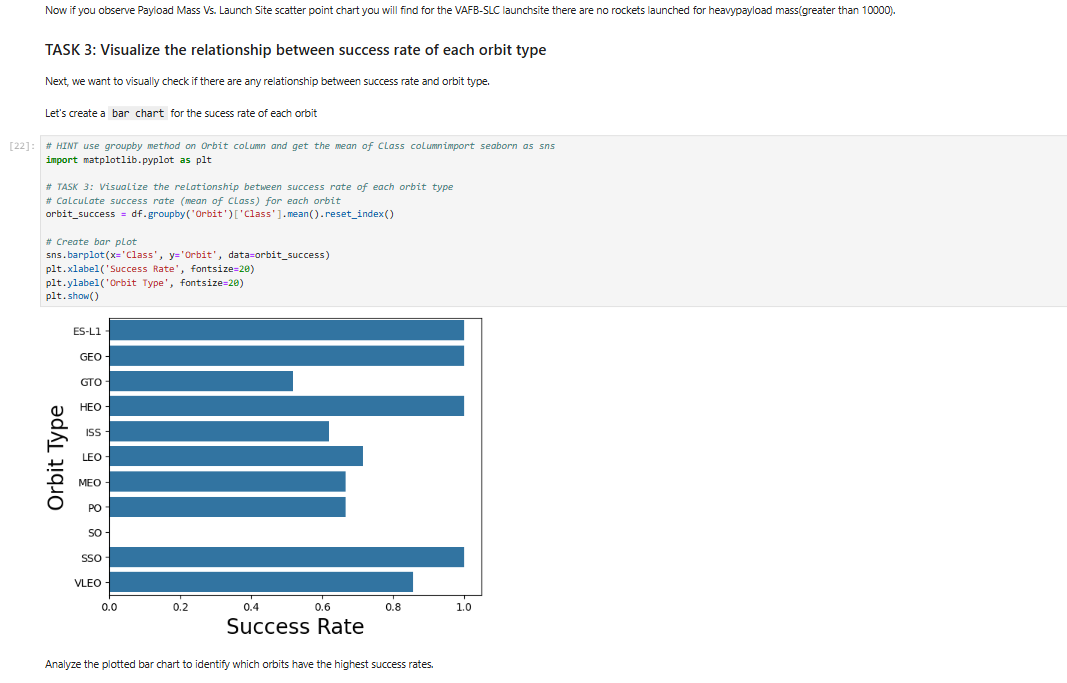 Now if you observe Payload Mass Vs. Launch Site scatter point chart you will find for the VAFB-SLC launchsite there are no rockets launched for heavypayload mass(greater than 10000).
TASK 3: Visualize the relationship between success rate of each orbit type
Next, we want to visually check if there are any relationship between success rate and orbit type.
Let's create a bar chart for the sucess rate of each orbit
[22]:
# HINT use groupby method on Orbit column and get the mean of Class columnimport seaborn as sns
import matplotlib.pyplot as plt
# TASK 3: Visualize the relationship between success rate of each orbit type
# Calculate success rate (mean of Class) for each orbit
orbit_success = df.groupby('Orbit')['Class'].mean().reset_index()
# Create bar plot
sns.barplot(x='Class', y='Orbit', data=orbit_success)
plt.xlabel('Success Rate', fontsize=20)
plt.ylabel('Orbit Type', fontsize=20)
plt.show()
Orbit Type
ES-L1
GEO
GTO
HEO
ISS
LEO
MEO
PO
SO
SSO
VLEO
0.0 0.2 0.4 0.6 0.8 1.0
Success Rate
Analyze the plotted bar chart to identify which orbits have the highest success rates.